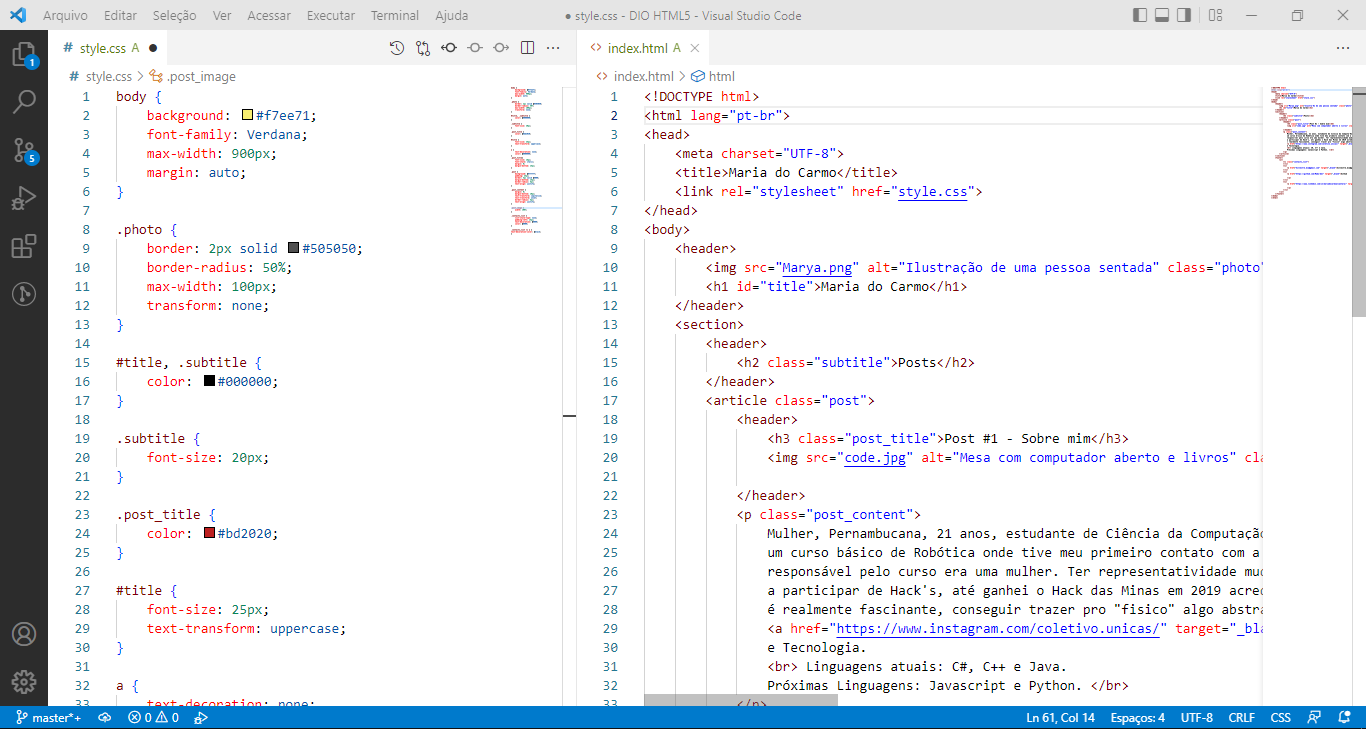 Arquivo Editar Seleção Ver Acessar Executar Terminal Ajuda ● style.css - DIO HTML5 - Visual Studio Code
# style.css A ●
# style.css > .post_image
1 body {
2 background: #f7ee71;
3 font-family: Verdana;
4 max-width: 900px;
5 margin: auto;
6 }
7
8 .photo {
9 border: 2px solid #505050;
10 border-radius: 50%;
11 max-width: 100px;
12 transform: none;
13 }
14
15 #title, .subtitle {
16 color: #000000;
17 }
18
19 .subtitle {
20 font-size: 20px;
21 }
22
23 .post_title {
24 color: #bd2020;
25 }
26
27 #title {
28 font-size: 25px;
29 text-transform: uppercase;
30 }
31
32 a {
33 text-decoration: none;
<> index.html A
<> index.html > html
1 <!DOCTYPE html>
2 <html lang="pt-br">
3 <head>
4 <meta charset="UTF-8">
5 <title>Maria do Carmo</title>
6 <link rel="stylesheet" href="style.css">
7 </head>
8 <body>
9 <header>
10 <img src="Marya.png" alt="Ilustração de uma pessoa sentada" class="photo"
11 <h1 id="title">Maria do Carmo</h1>
12 </header>
13 <section>
14 <header>
15 <h2 class="subtitle">Posts</h2>
16 </header>
17 <article class="post">
18 <header>
19 <h3 class="post_title">Post #1 - Sobre mim</h3>
20 <img src="code.jpg" alt="Mesa com computador aberto e livros" cla
21
22 </header>
23 <p class="post_content">
24 Mulher, Pernambucana, 21 anos, estudante de Ciência da Computaçã
25 um curso básico de Robótica onde tive meu primeiro contato com a
26 responsável pelo curso era uma mulher. Ter representatividade mu
27 a participar de Hack's, até ganhei o Hack das Minas em 2019 acre
28 é realmente fascinante, conseguir trazer pro "fisico" algo abstra
29 <a href="https://www.instagram.com/coletivo.unicas/" target="_bla
30 e Tecnologia.
31 <br> Linguagens atuais: C#, C++ e Java.
32 Próximas Linguagens: Javascript e Python. </br>
33 </p>
1
5
master*+ 0 0 Ln 61, Col 14 Espaços: 4 UTF-8 CRLF CSS